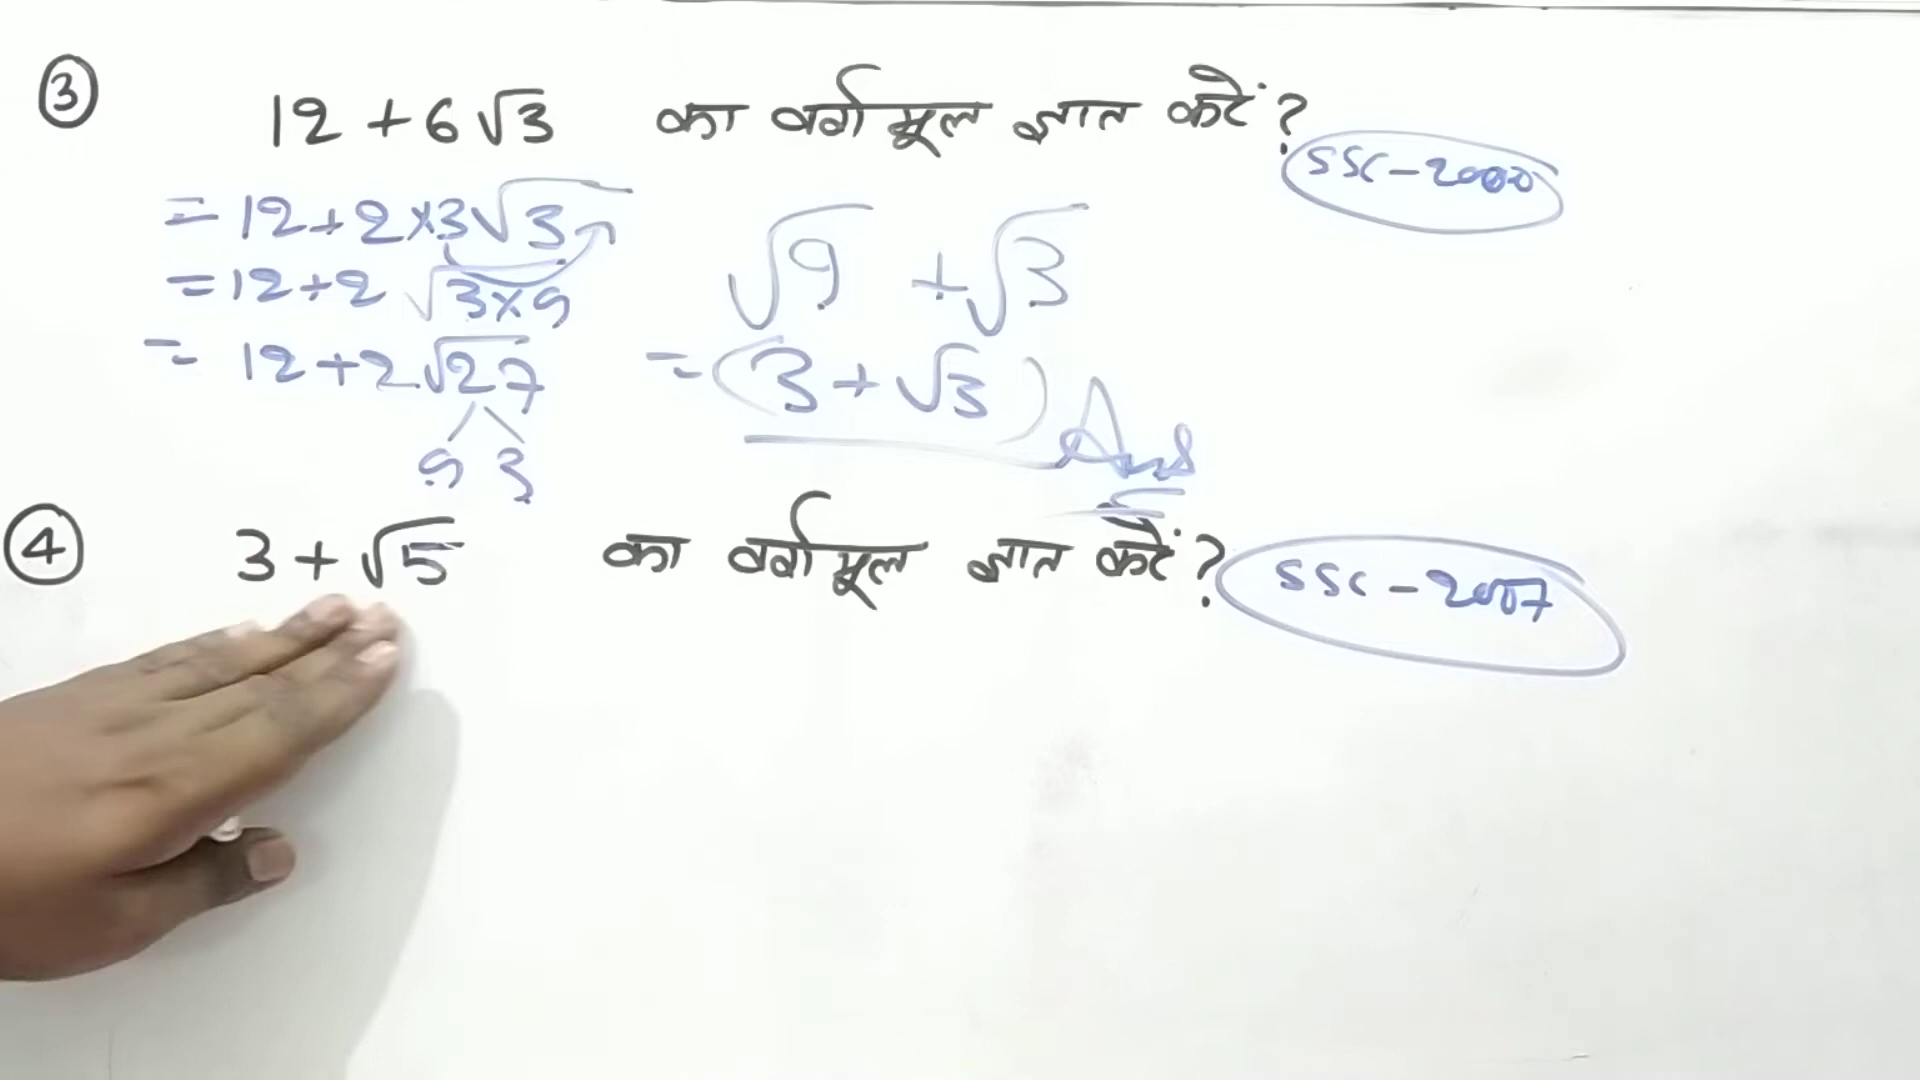 ③ 12 + 6√3 का वर्गमूल ज्ञात करें?
SSC - 2000
= 12 + 2×3√3
= 12 + 2√3×9
= 12 + 2√27
9 3
√9 + √3
= (3 + √3) Ans
④ 3 + √5 का वर्गमूल ज्ञात करें?
SSC - 2007